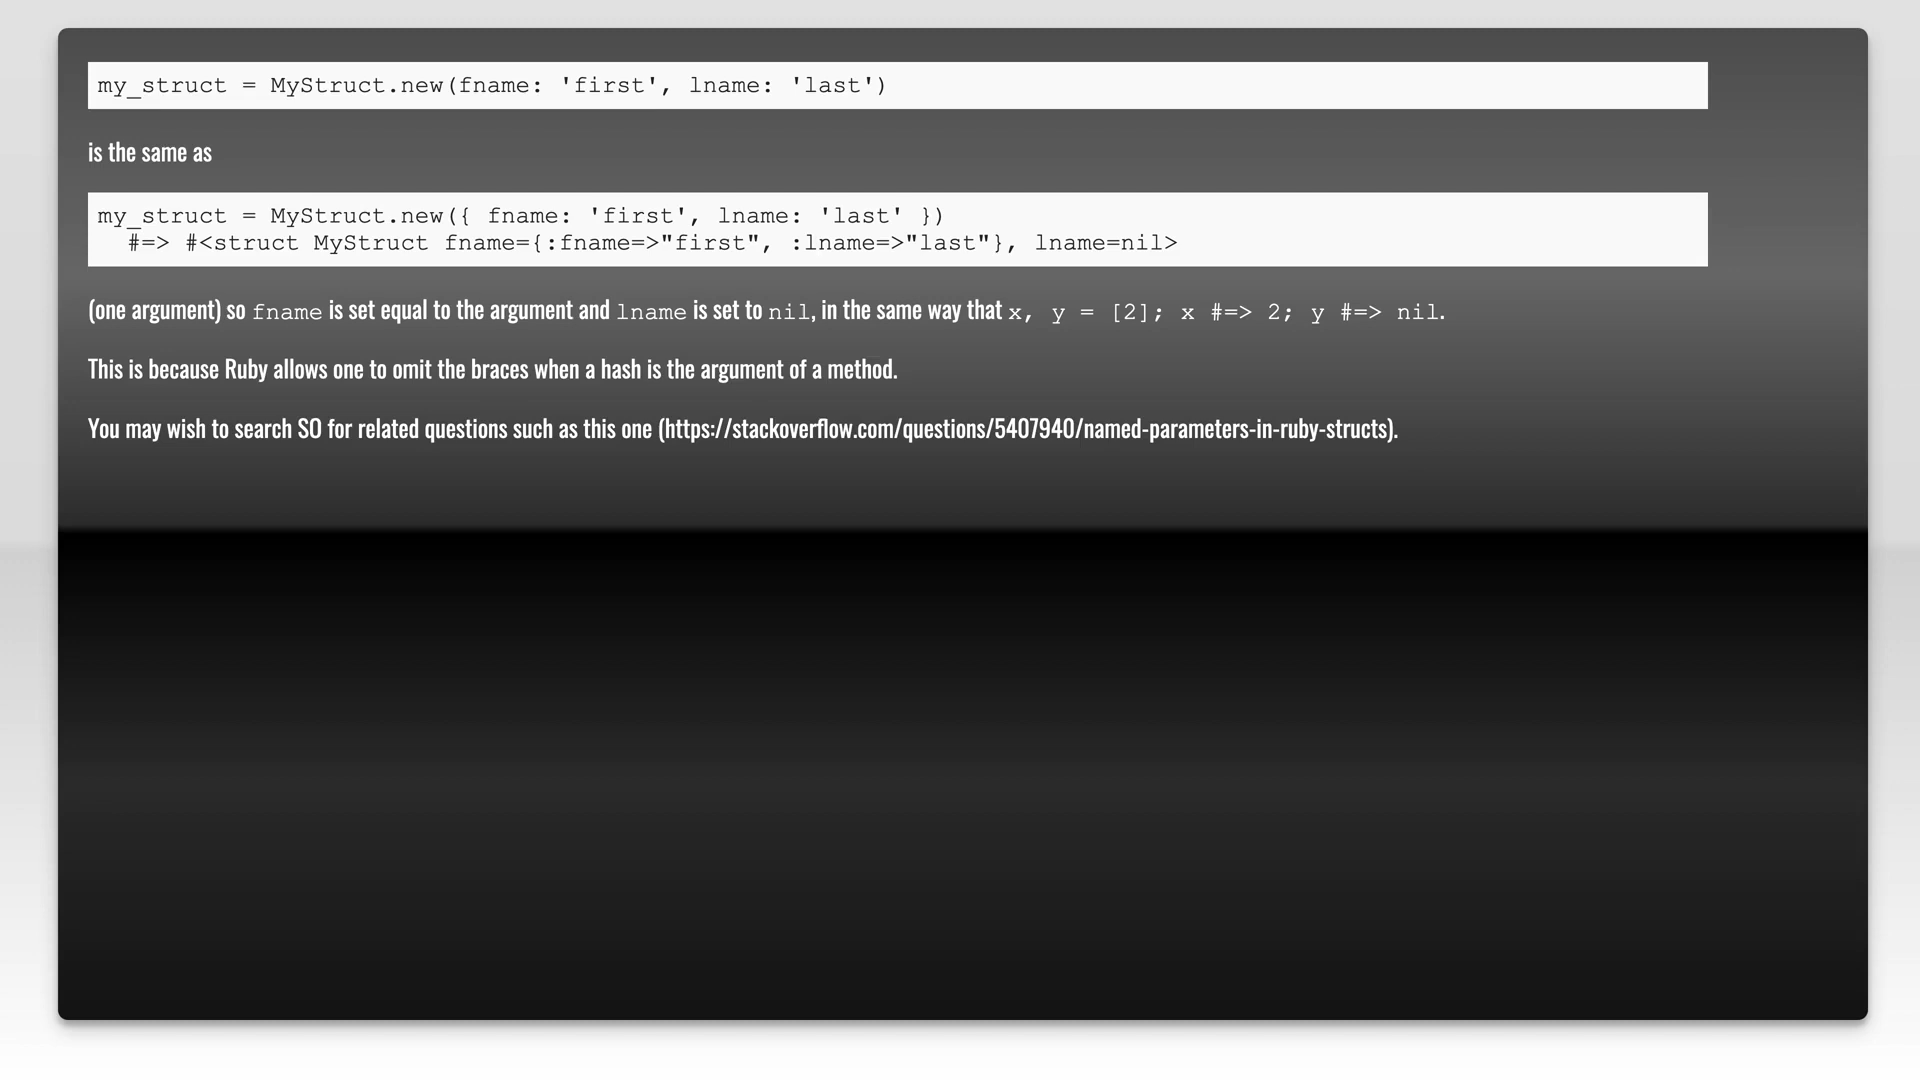 my_struct = MyStruct.new(fname: 'first', lname: 'last')
is the same as
my_struct = MyStruct.new({ fname: 'first', lname: 'last' })
  #=> #<struct MyStruct fname={:fname=>"first", :lname=>"last"}, lname=nil>
(one argument) so fname is set equal to the argument and lname is set to nil, in the same way that x, y = [2]; x #=> 2; y #=> nil.
This is because Ruby allows one to omit the braces when a hash is the argument of a method.
You may wish to search SO for related questions such as this one (https://stackoverflow.com/questions/5407940/named-parameters-in-ruby-structs).